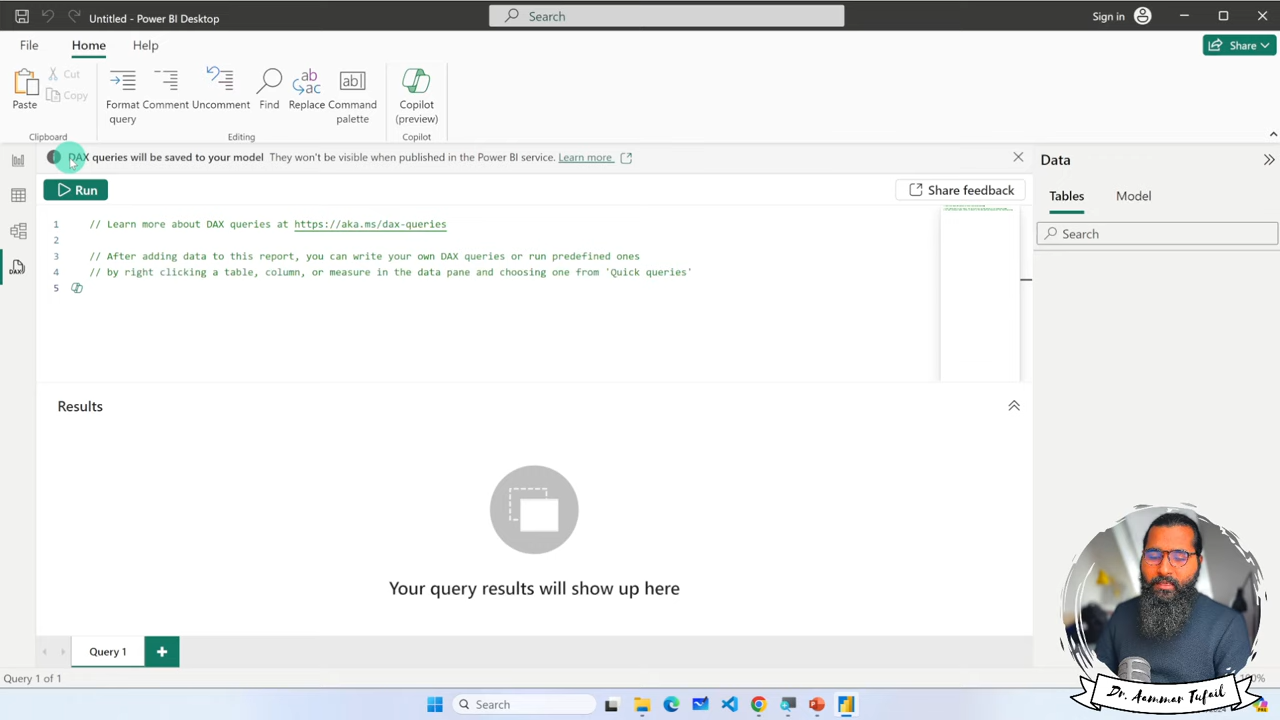 Untitled - Power BI Desktop
Search
Sign in
File
Home
Help
Share
Paste
Cut
Copy
Clipboard
Format query
Comment
Uncomment
Find
Replace
Command palette
Editing
Copilot (preview)
Copilot
DAX queries will be saved to your model They won't be visible when published in the Power BI service. Learn more
Run
Share feedback
1 // Learn more about DAX queries at https://aka.ms/dax-queries
2
3 // After adding data to this report, you can write your own DAX queries or run predefined ones
4 // by right clicking a table, column, or measure in the data pane and choosing one from 'Quick queries'
5
Data
Tables
Model
Search
Results
Your query results will show up here
Query 1
Query 1 of 1
Search
Dr. Aammar Tufail